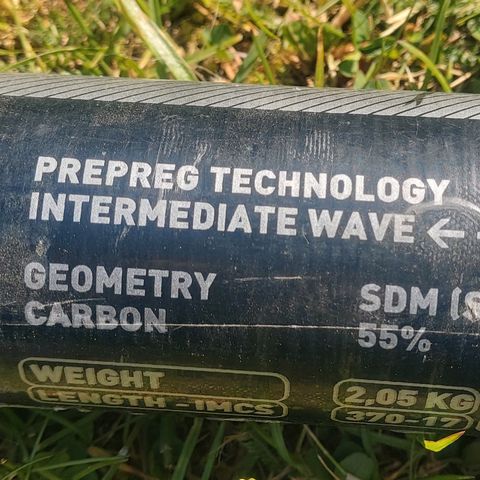 PREPREG TECHNOLOGY
INTERMEDIATE WAVE ←
GEOMETRY SDM
CARBON 55%
WEIGHT 2,05 KG
LENGTH - IMCS 370-17